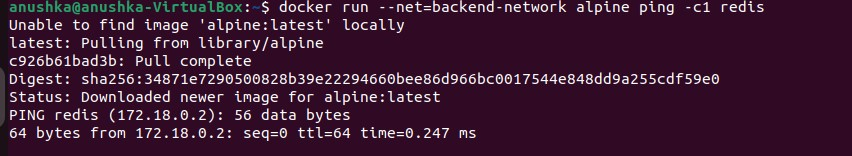 anushka@anushka-VirtualBox:~$ docker run --net=backend-network alpine ping -c1 redis
Unable to find image 'alpine:latest' locally
latest: Pulling from library/alpine
c926b61bad3b: Pull complete
Digest: sha256:34871e7290500828b39e22294660bee86d966bc0017544e848dd9a255cdf59e0
Status: Downloaded newer image for alpine:latest
PING redis (172.18.0.2): 56 data bytes
64 bytes from 172.18.0.2: seq=0 ttl=64 time=0.247 ms